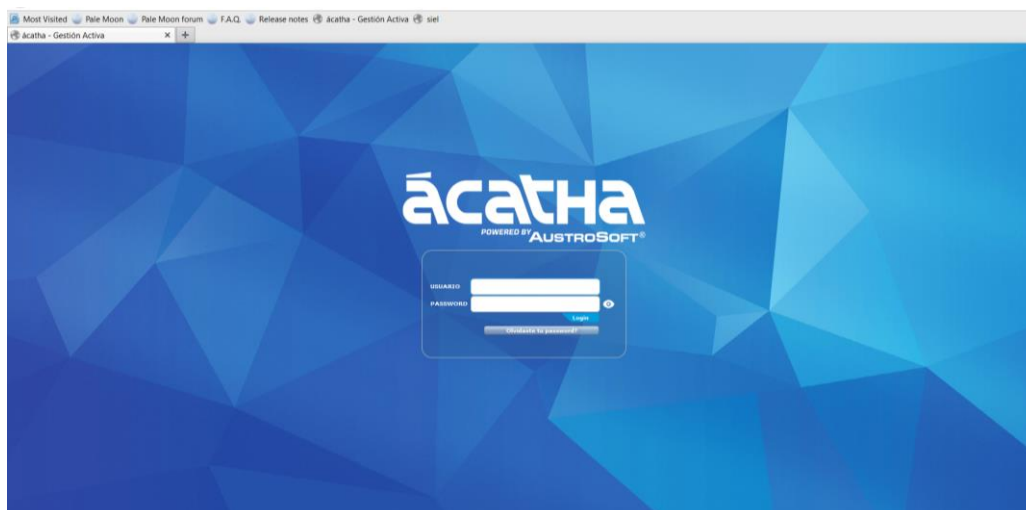 Most Visited Pale Moon Pale Moon forum F.A.Q. Release notes ácatha - Gestión Activa siel
ácatha - Gestión Activa × +
ácatha
POWERED BY AUSTROSOFT®
USUARIO
PASSWORD
Login
Olvidaste tu password?